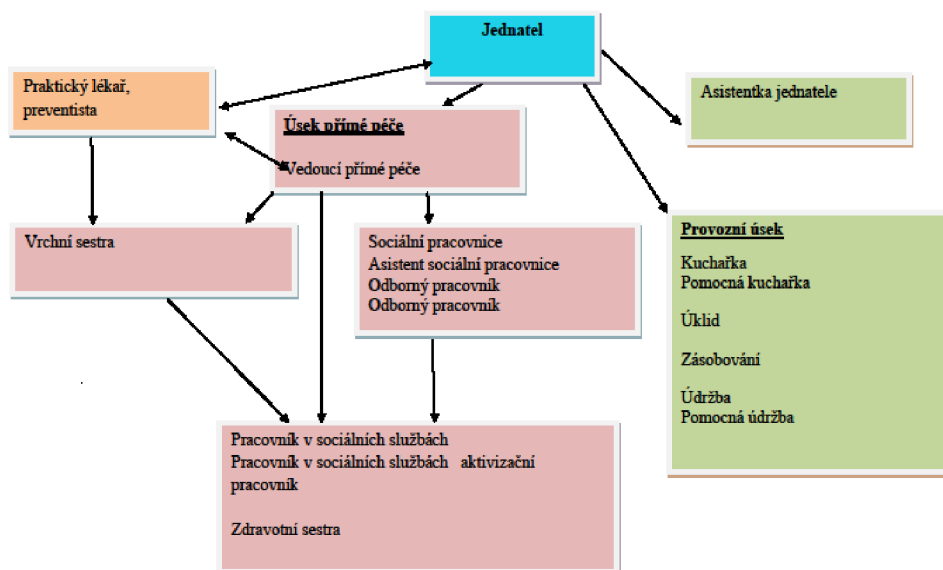 Jednatel
Praktický lékař,
preventista
Asistentka jednatele
Úsek přímé péče
Vedoucí přímé péče
Vrchní sestra
Sociální pracovnice
Asistent sociální pracovnice
Odborný pracovník
Odborný pracovník
Provozní úsek
Kuchařka
Pomocná kuchařka
Úklid
Zásobování
Údržba
Pomocná údržba
Pracovník v sociálních službách
Pracovník v sociálních službách aktivizační
pracovník
Zdravotní sestra